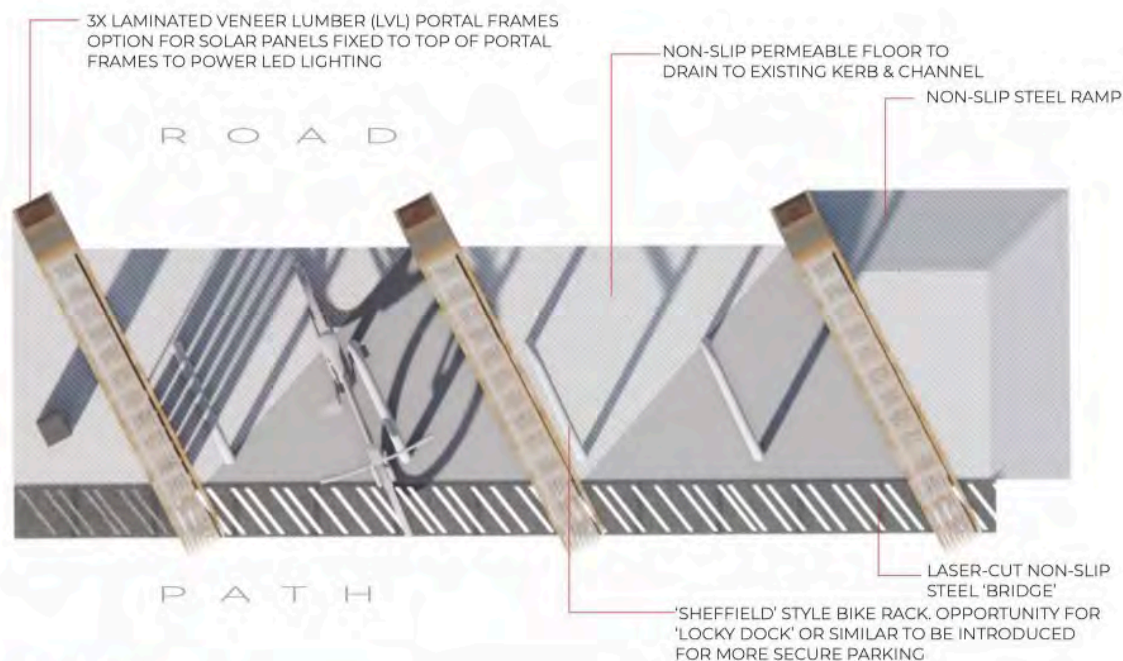 3X LAMINATED VENEER LUMBER (LVL) PORTAL FRAMES
OPTION FOR SOLAR PANELS FIXED TO TOP OF PORTAL
FRAMES TO POWER LED LIGHTING
NON-SLIP PERMEABLE FLOOR TO
DRAIN TO EXISTING KERB & CHANNEL
NON-SLIP STEEL RAMP
ROAD
PATH
LASER-CUT NON-SLIP
STEEL 'BRIDGE'
'SHEFFIELD' STYLE BIKE RACK. OPPORTUNITY FOR
'LOCKY DOCK' OR SIMILAR TO BE INTRODUCED
FOR MORE SECURE PARKING